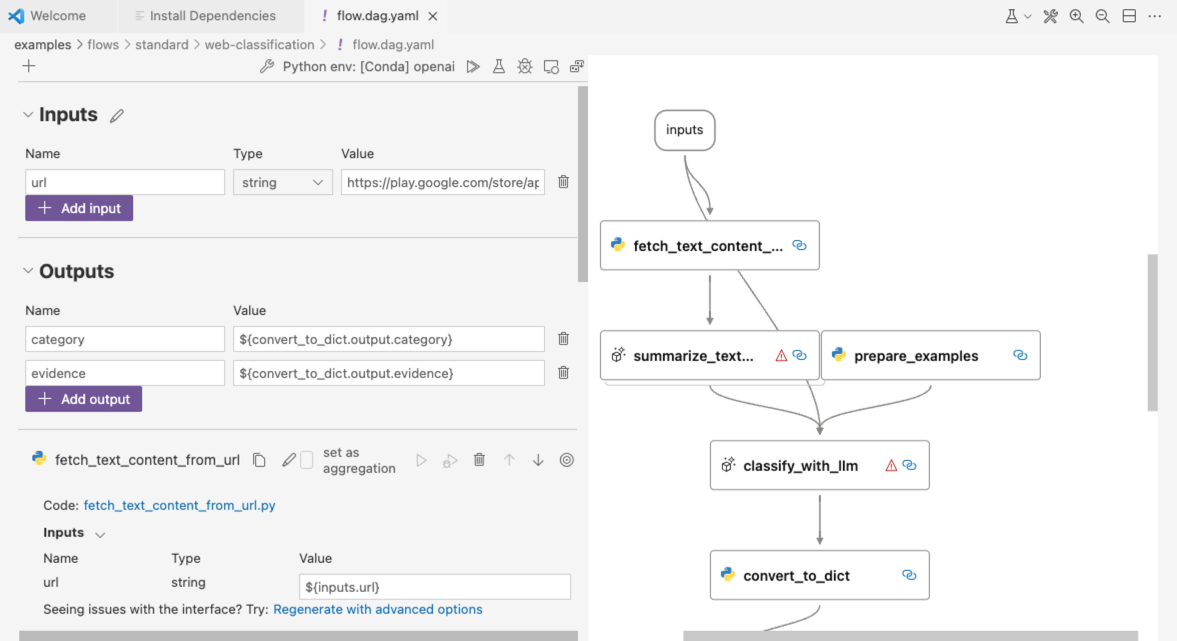 Welcome
Install Dependencies
! flow.dag.yaml
examples > flows > standard > web-classification > ! flow.dag.yaml
Python env: [Conda] openai
Inputs
Name Type Value
url string https://play.google.com/store/ap
+ Add input
Outputs
Name Value
category ${convert_to_dict.output.category}
evidence ${convert_to_dict.output.evidence}
+ Add output
fetch_text_content_from_url
set as
aggregation
Code: fetch_text_content_from_url.py
Inputs
Name Type Value
url string ${inputs.url}
Seeing issues with the interface? Try: Regenerate with advanced options
inputs
fetch_text_content_...
summarize_text...
prepare_examples
classify_with_llm
convert_to_dict